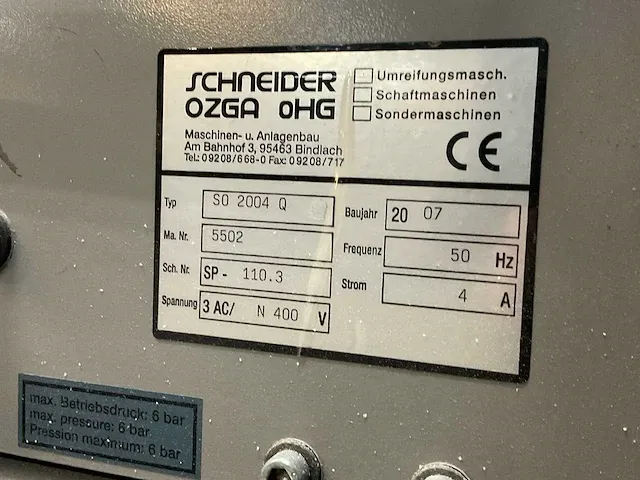 SCHNEIDER
OZGA oHG
Maschinen- u. Anlagenbau
Am Bahnhof 3, 95463 Bindlach
Tel.: 09208/668-0 Fax: 09208/717
Umreifungsmasch.
Schaftmaschinen
Sondermaschinen
CE
Typ SO 2004 Q
Ma. Nr. 5502
Sch. Nr. SP - 110.3
Spannung 3 AC/ N 400 V
Baujahr 20 07
Frequenz 50 Hz
Strom 4 A
max. Betriebsdruck: 6 bar
max. pressure: 6 bar
Pression maximum: 6 bar